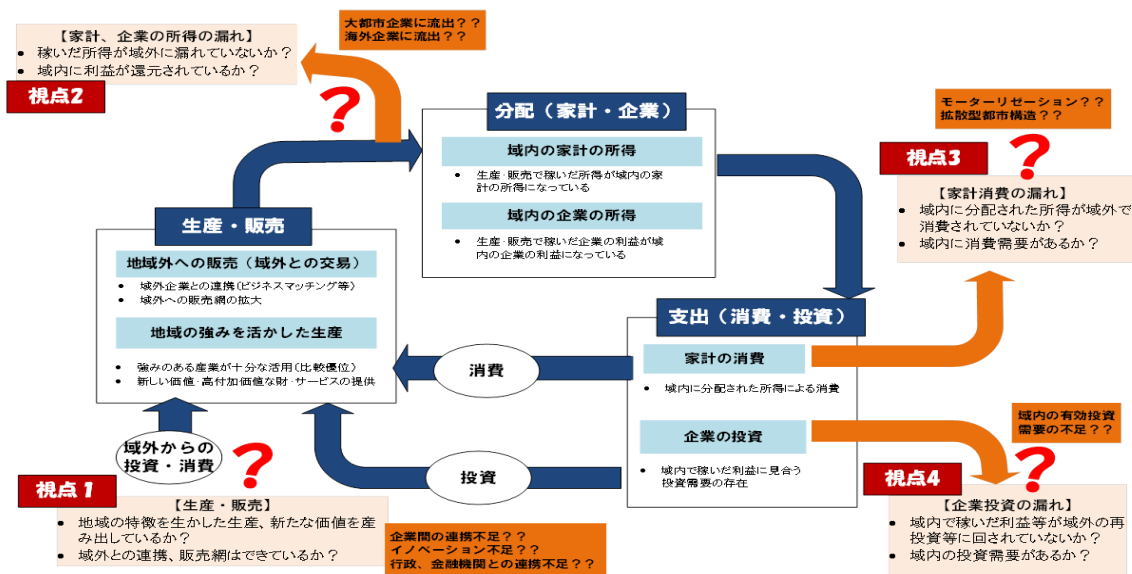 大都市企業に流出？？
海外企業に流出？？
【家計、企業の所得の漏れ】
• 稼いだ所得が域外に漏れていないか？
• 域内に利益が還元されているか？
視点2
？
分配（家計・企業）
域内の家計の所得
• 生産・販売で稼いだ所得が域内の家
計の所得になっている
域内の企業の所得
• 生産・販売で稼いだ企業の利益が域
内の企業の利益になっている
モーターリゼーション？？
拡散型都市構造？？
？
視点3
【家計消費の漏れ】
• 域内に分配された所得が域外で
消費されていないか？
• 域内に消費需要があるか？
生産・販売
地域外への販売（域外との交易）
• 域外企業との連携（ビジネスマッチング等）
• 域外への販売網の拡大
地域の強みを活かした生産
• 強みのある産業が十分な活用（比較優位）
• 新しい価値・高付加価値な財・サービスの提供
支出（消費・投資）
家計の消費
• 域内に分配された所得による消費
企業の投資
• 域内で稼いだ利益に見合う
投資需要の存在
消費
投資
域外からの
投資・消費
？
視点1
【生産・販売】
• 地域の特徴を生かした生産、新たな価値を産
み出しているか？
• 域外との連携、販売網はできているか？
企業間の連携不足？？
イノベーション不足？？
行政、金融機関との連携不足？？
域内の有効投資
需要の不足？？
？
視点4
【企業投資の漏れ】
• 域内で稼いだ利益等が域外の再
投資等に回されていないか？
• 域内の投資需要があるか？